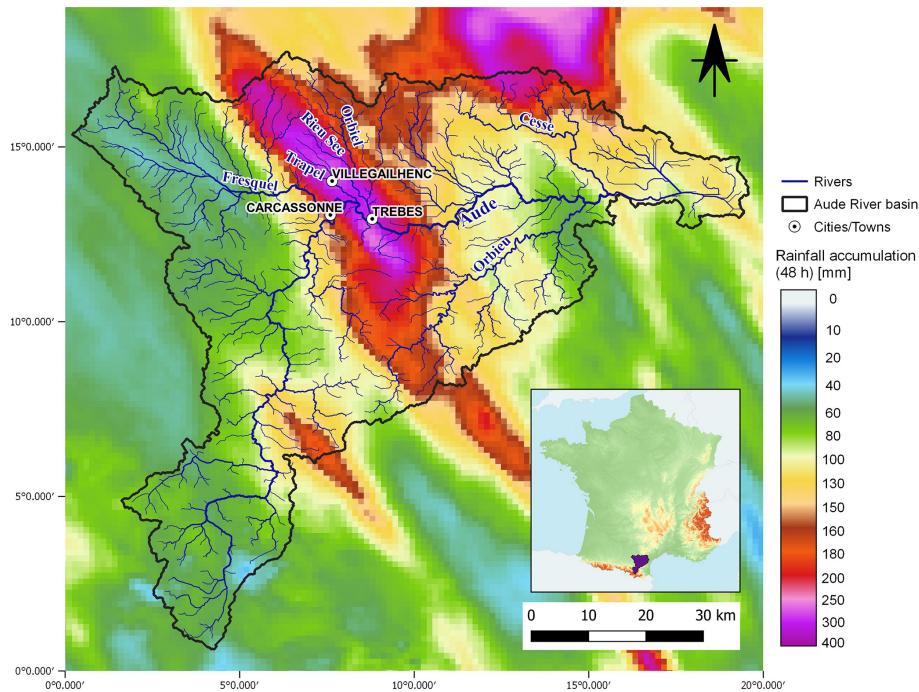 Orbiel
Rieu Sec
Cesse
15°0.000′
Trapel
VILLEGAILHENC
Fresquel
Rivers
CARCASSONNE
TREBES
Aude
Aude River basin
Cities/Towns
Orbieu
Rainfall accumulation
(48 h) [mm]
0
10
10°0.000′
20
40
60
80
100
130
5°0.000′
150
160
180
200
0 10 20 30 km
250
300
400
0°0.000′
0°0.000′ 5°0.000′ 10°0.000′ 15°0.000′ 20°0.000′